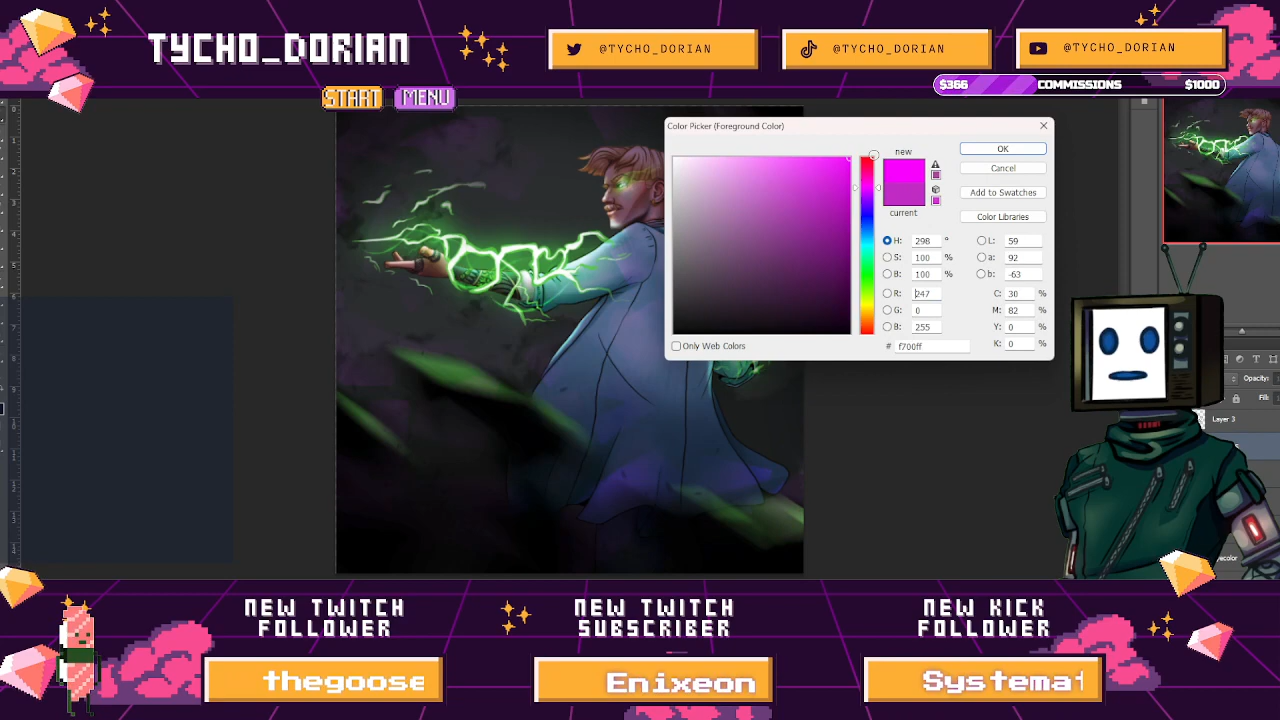 TYCHO_DORIAN
@TYCHO_DORIAN
@TYCHO_DORIAN
@TYCHO_DORIAN
$366 COMMISSIONS $1000
START MENU
Color Picker (Foreground Color)
new
current
OK
Cancel
Add to Swatches
Color Libraries
H: 298 °
S: 100 %
B: 100 %
R: 247
G: 0
B: 255
L: 59
a: 92
b: -63
C: 30 %
M: 82 %
Y: 0 %
K: 0 %
# f700ff
Only Web Colors
Opacity:
Fill:
Layer 3
NEW TWITCH
FOLLOWER
thegoose
NEW TWITCH
SUBSCRIBER
Enixeon
NEW KICK
FOLLOWER
Systema